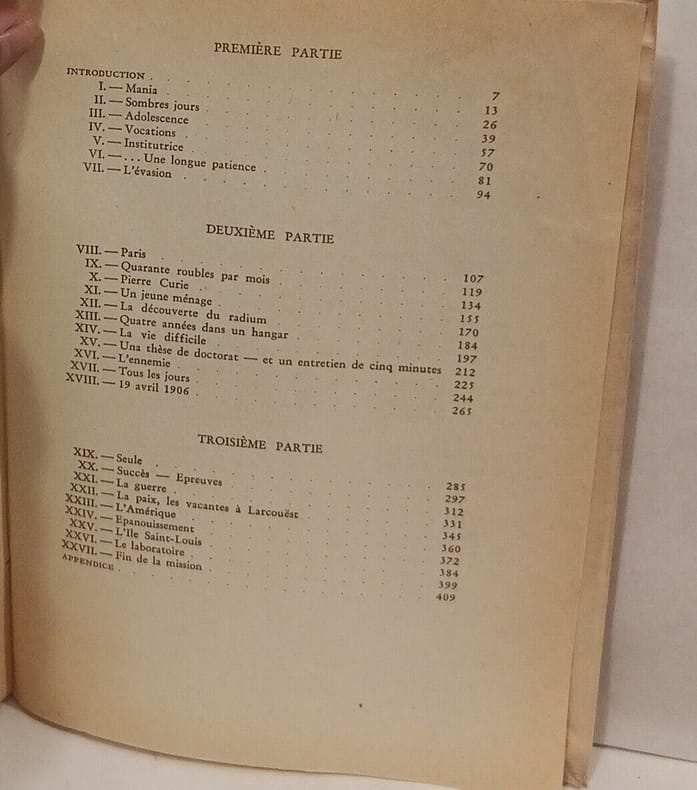 PREMIÈRE PARTIE
INTRODUCTION . . . . . . . . . . . 7
I. — Mania . . . . . . . . . . . 13
II. — Sombres jours . . . . . . . . . . 26
III. — Adolescence . . . . . . . . . . 39
IV. — Vocations . . . . . . . . . . 57
V. — Institutrice . . . . . . . . . . 70
VI. — ... Une longue patience . . . . . . . 81
VII. — L'évasion . . . . . . . . . . 94
DEUXIÈME PARTIE
VIII. — Paris . . . . . . . . . . . 107
IX. — Quarante roubles par mois . . . . . . 119
X. — Pierre Curie . . . . . . . . . . 134
XI. — Un jeune ménage . . . . . . . . . 155
XII. — La découverte du radium . . . . . . . 170
XIII. — Quatre années dans un hangar . . . . . . 184
XIV. — La vie difficile . . . . . . . . . 197
XV. — Une thèse de doctorat — et un entretien de cinq minutes 212
XVI. — L'ennemie . . . . . . . . . . 225
XVII. — Tous les jours . . . . . . . . . 244
XVIII. — 19 avril 1906 . . . . . . . . . 265
TROISIÈME PARTIE
XIX. — Seule . . . . . . . . . . . 285
XX. — Succès — Epreuves . . . . . . . . 297
XXI. — La guerre . . . . . . . . . . 312
XXII. — La paix, les vacantes à Larcouëst . . . . . 331
XXIII. — L'Amérique . . . . . . . . . . 345
XXIV. — Epanouissement . . . . . . . . . 360
XXV. — L'Ile Saint-Louis . . . . . . . . . 372
XXVI. — Le laboratoire . . . . . . . . . 384
XXVII. — Fin de la mission . . . . . . . . 399
APPENDICE . . . . . . . . . . . 409